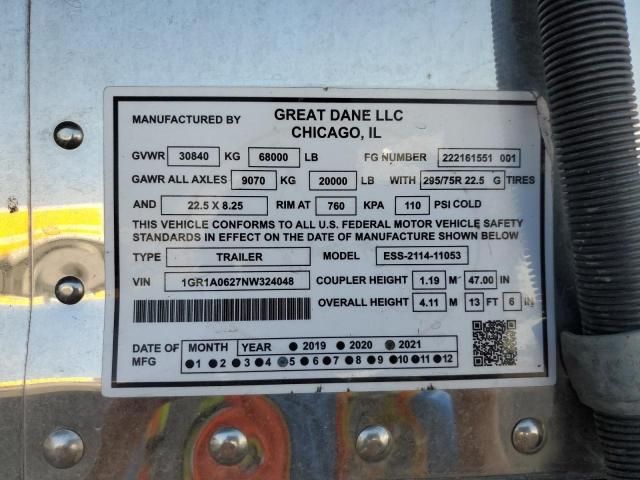 MANUFACTURED BY GREAT DANE LLC
CHICAGO, IL
GVWR 30840 KG 68000 LB FG NUMBER 222161551 001
GAWR ALL AXLES 9070 KG 20000 LB WITH 295/75R 22.5 G TIRES
AND 22.5 X 8.25 RIM AT 760 KPA 110 PSI COLD
THIS VEHICLE CONFORMS TO ALL U.S. FEDERAL MOTOR VEHICLE SAFETY
STANDARDS IN EFFECT ON THE DATE OF MANUFACTURE SHOWN BELOW
TYPE TRAILER MODEL ESS-2114-11053
VIN 1GR1A0627NW324048 COUPLER HEIGHT 1.19 M 47.00 IN
OVERALL HEIGHT 4.11 M 13 FT 6 IN
DATE OF MONTH YEAR 2019 2020 2021
MFG 1 2 3 4 5 6 7 8 9 10 11 12